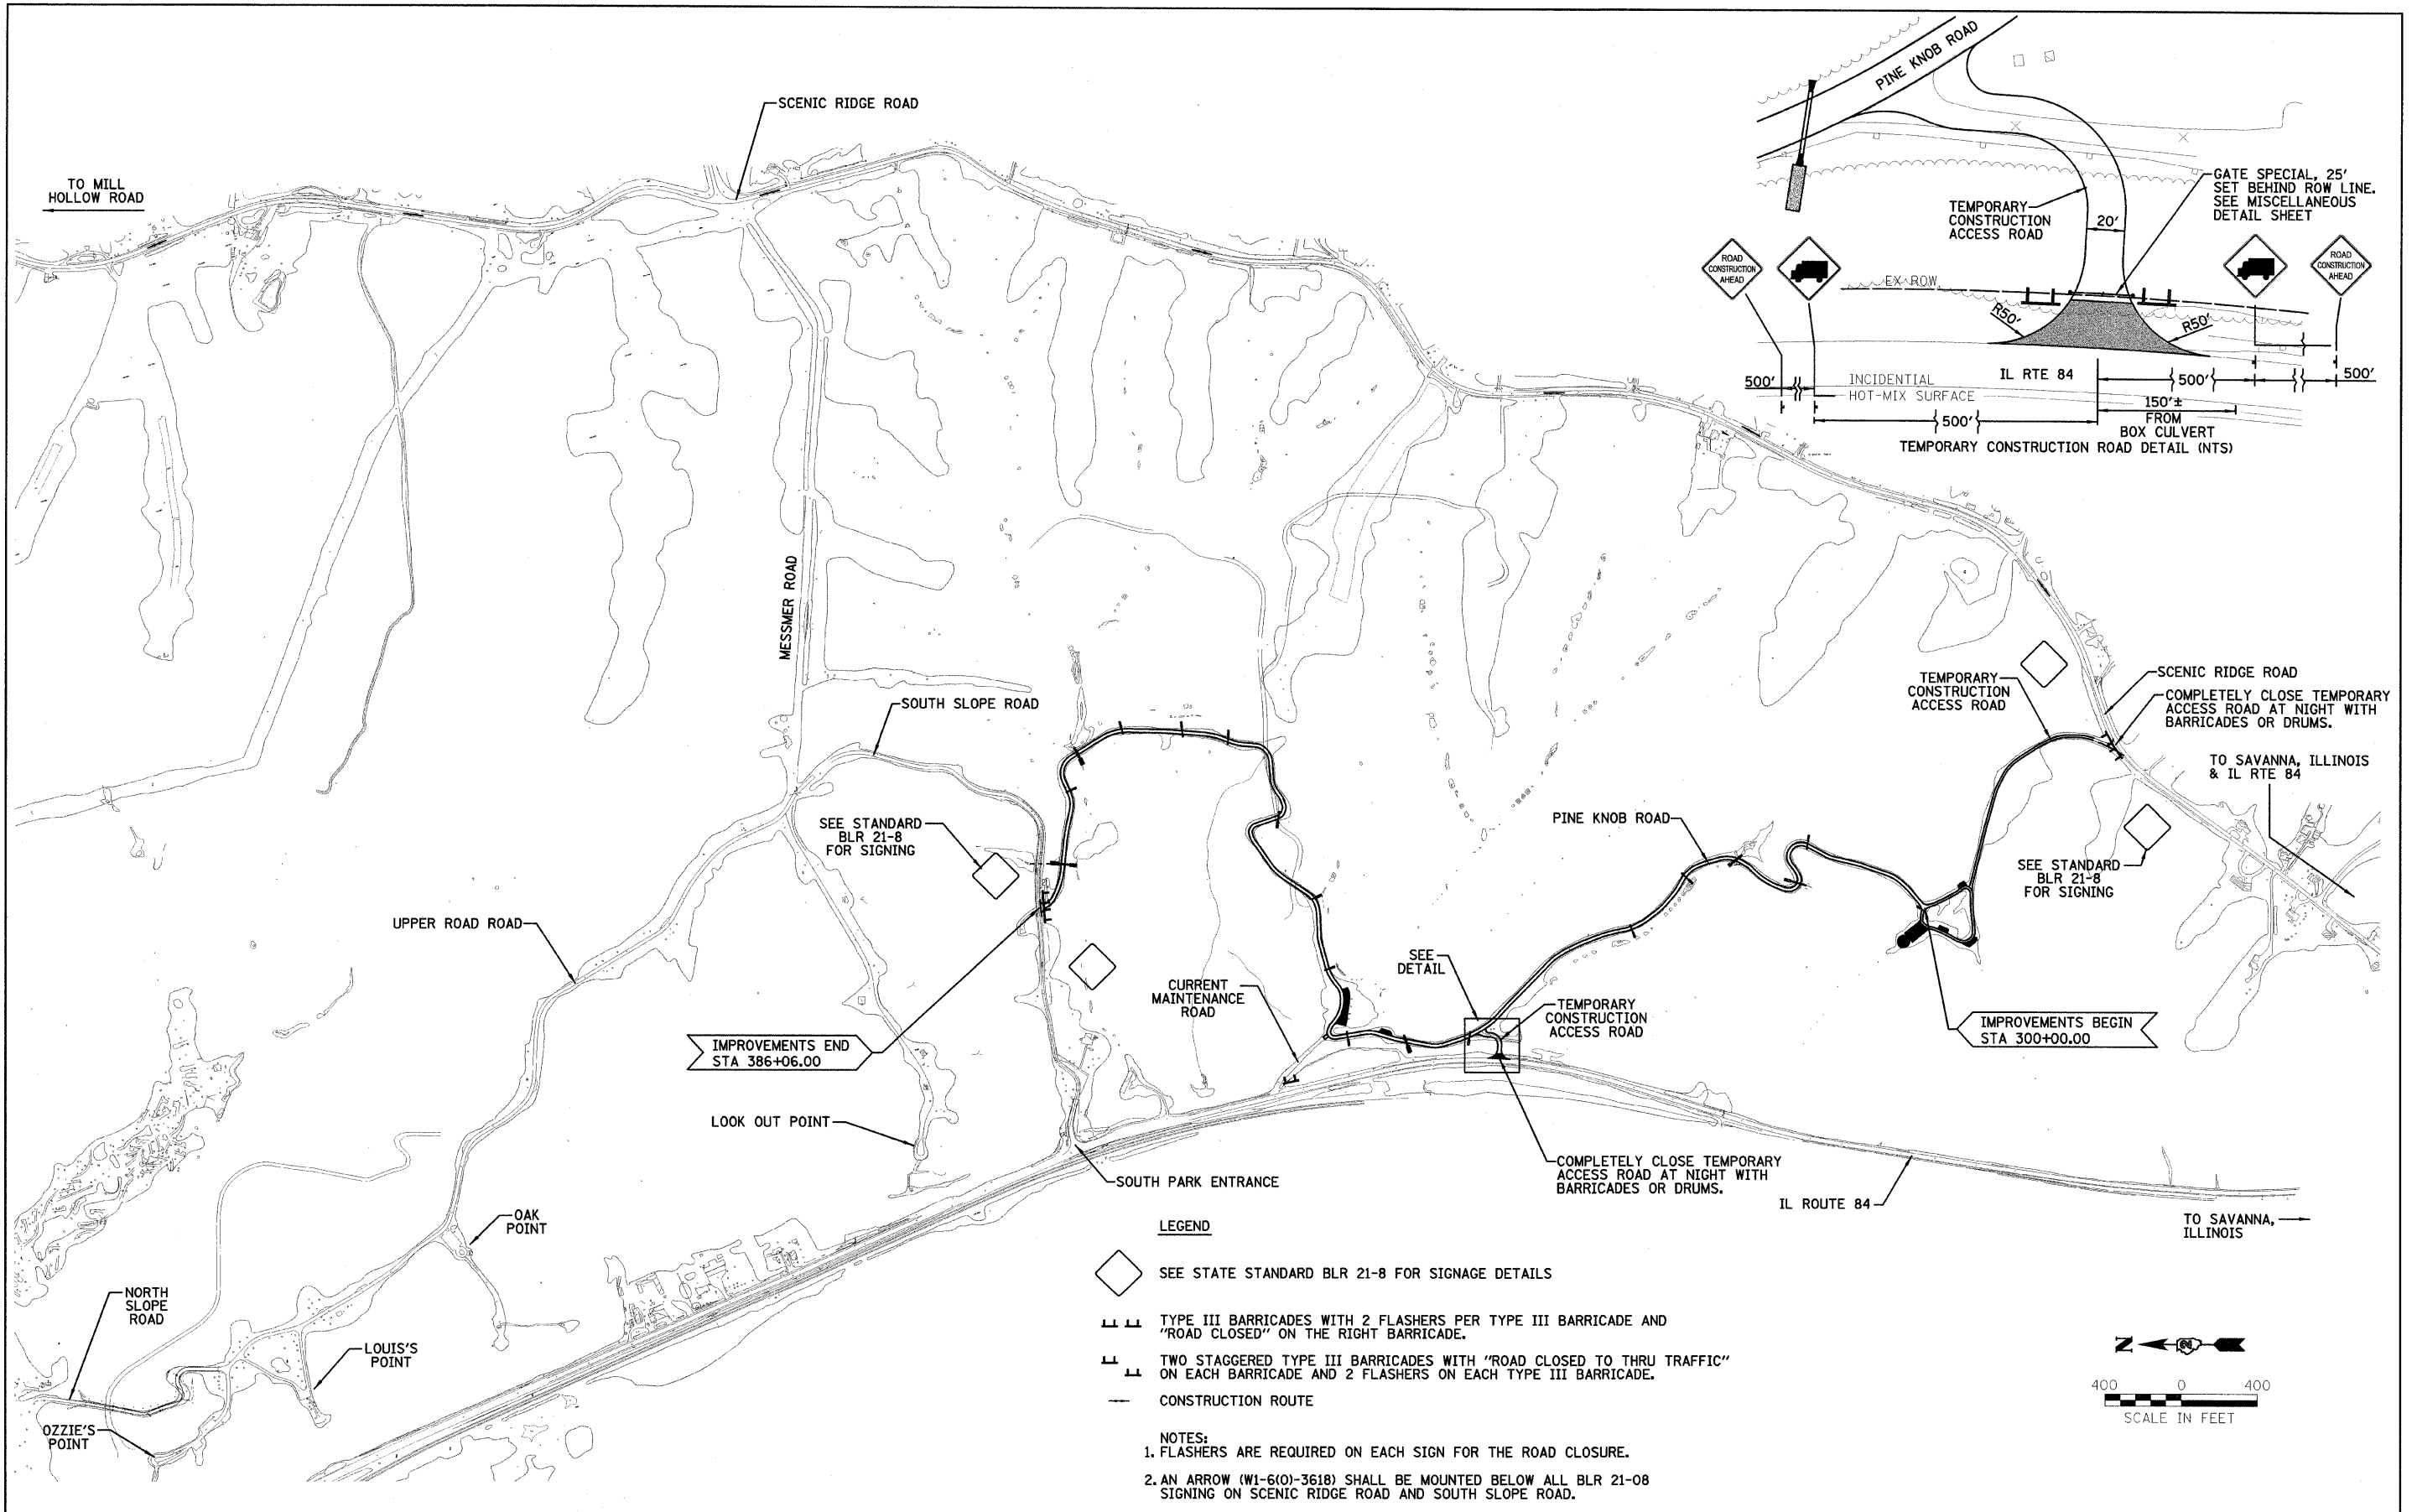 SCENIC RIDGE ROAD
TO MILL
HOLLOW ROAD
PINE KNOB ROAD
GATE SPECIAL, 25'
SET BEHIND ROW LINE.
SEE MISCELLANEOUS
DETAIL SHEET
TEMPORARY
CONSTRUCTION
ACCESS ROAD
20'
ROAD
CONSTRUCTION
AHEAD
ROAD
CONSTRUCTION
AHEAD
EX ROW
R50'
R50'
500'
INCIDENTIAL
HOT-MIX SURFACE
IL RTE 84
500'
500'
150'±
FROM
BOX CULVERT
500'
TEMPORARY CONSTRUCTION ROAD DETAIL (NTS)
MESSMER ROAD
SOUTH SLOPE ROAD
SEE STANDARD
BLR 21-8
FOR SIGNING
UPPER ROAD ROAD
IMPROVEMENTS END
STA 386+06.00
LOOK OUT POINT
CURRENT
MAINTENANCE
ROAD
SEE
DETAIL
TEMPORARY
CONSTRUCTION
ACCESS ROAD
PINE KNOB ROAD
TEMPORARY
CONSTRUCTION
ACCESS ROAD
SCENIC RIDGE ROAD
COMPLETELY CLOSE TEMPORARY
ACCESS ROAD AT NIGHT WITH
BARRICADES OR DRUMS.
TO SAVANNA, ILLINOIS
& IL RTE 84
SEE STANDARD
BLR 21-8
FOR SIGNING
IMPROVEMENTS BEGIN
STA 300+00.00
SOUTH PARK ENTRANCE
COMPLETELY CLOSE TEMPORARY
ACCESS ROAD AT NIGHT WITH
BARRICADES OR DRUMS.
IL ROUTE 84
TO SAVANNA,
ILLINOIS
OAK
POINT
NORTH
SLOPE
ROAD
LOUIS'S
POINT
OZZIE'S
POINT
LEGEND
SEE STATE STANDARD BLR 21-8 FOR SIGNAGE DETAILS
TYPE III BARRICADES WITH 2 FLASHERS PER TYPE III BARRICADE AND
"ROAD CLOSED" ON THE RIGHT BARRICADE.
TWO STAGGERED TYPE III BARRICADES WITH "ROAD CLOSED TO THRU TRAFFIC"
ON EACH BARRICADE AND 2 FLASHERS ON EACH TYPE III BARRICADE.
CONSTRUCTION ROUTE
NOTES:
1. FLASHERS ARE REQUIRED ON EACH SIGN FOR THE ROAD CLOSURE.
2. AN ARROW (W1-6(O)-3618) SHALL BE MOUNTED BELOW ALL BLR 21-08
SIGNING ON SCENIC RIDGE ROAD AND SOUTH SLOPE ROAD.
N
400 0 400
SCALE IN FEET